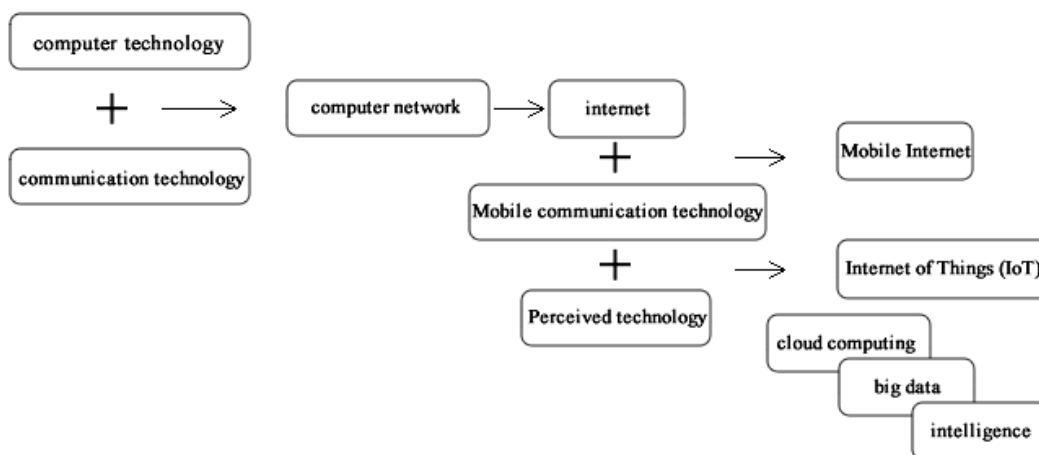 computer technology
+
communication technology
computer network
internet
+
Mobile communication technology
+
Perceived technology
Mobile Internet
Internet of Things (IoT)
cloud computing
big data
intelligence